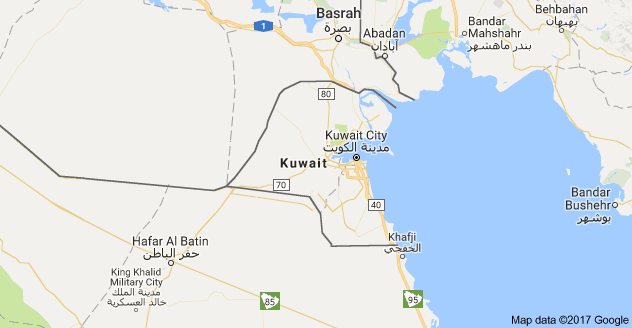 Basrah
بصرة
1
Abadan
آبادان
Bandar
Mahshahr
بندر ماهشهر
Behbahan
بهبهان
80
Kuwait City
مدينة الكويت
Kuwait
70
40
Bandar
Bushehr
بوشهر
Hafar Al Batin
حفر الباطن
Khafji
الخفجي
King Khalid
Military City
مدينة الملك
خالد العسكرية
85
95
Map data ©2017 Google